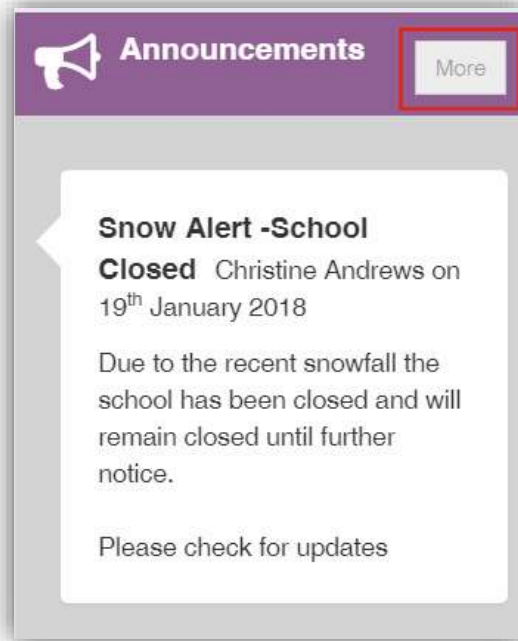 Announcements
More
Snow Alert -School
Closed Christine Andrews on
19th January 2018
Due to the recent snowfall the
school has been closed and will
remain closed until further
notice.
Please check for updates